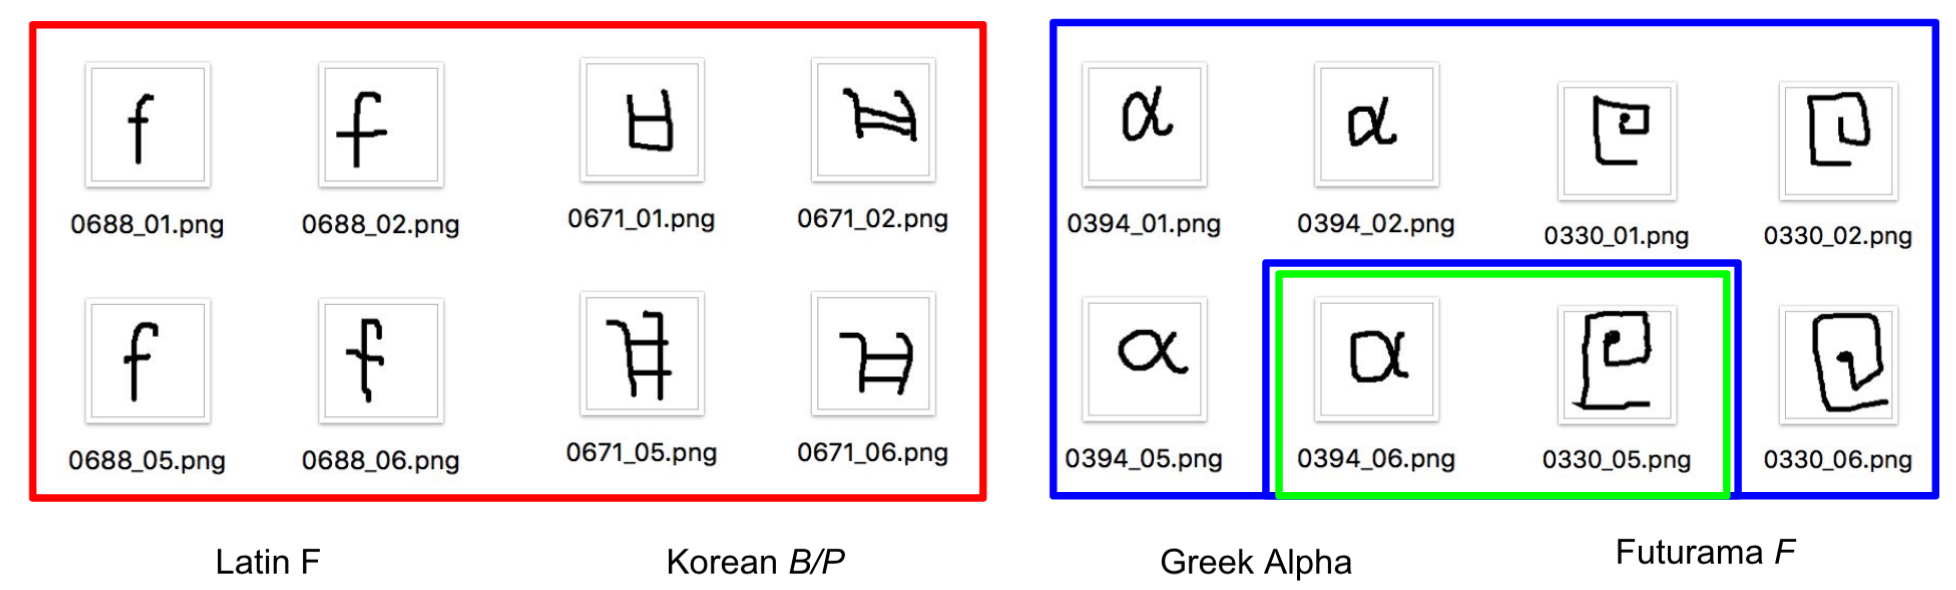 f f ㅂ ㅂ α α
0688_01.png 0688_02.png 0671_01.png 0671_02.png 0394_01.png 0394_02.png 0330_01.png 0330_02.png
f f ㅂ ㅂ α α
0688_05.png 0688_06.png 0671_05.png 0671_06.png 0394_05.png 0394_06.png 0330_05.png 0330_06.png
Latin F Korean B/P Greek Alpha Futurama F